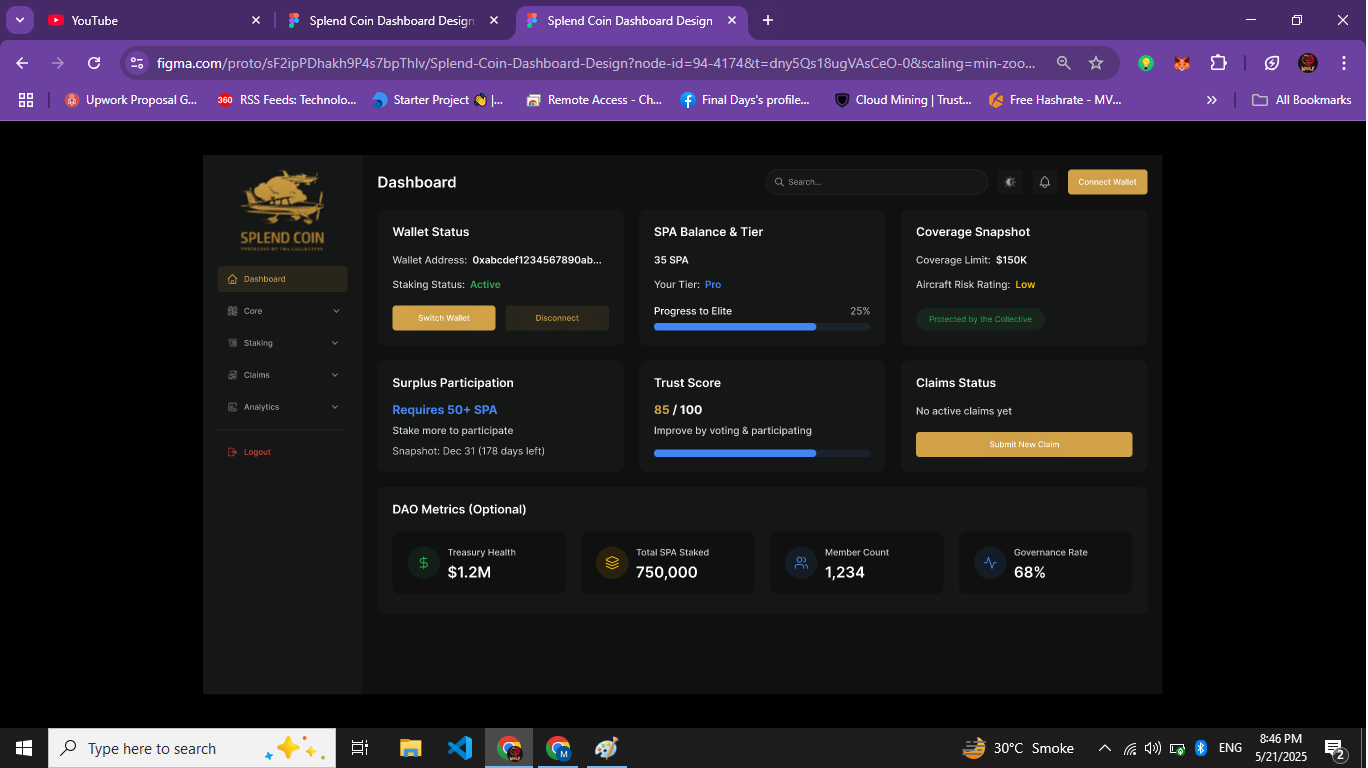 YouTube
Splend Coin Dashboard Design
Splend Coin Dashboard Design
figma.com/proto/sF2ipPDhakh9P4s7bpThlv/Splend-Coin-Dashboard-Design?node-id=94-4174&t=dny5Qs18ugVAsCeO-0&scaling=min-zoo...
Upwork Proposal G...
360 RSS Feeds: Technolo...
Starter Project 👋 |...
Remote Access - Ch...
Final Days's profile...
Cloud Mining | Trust...
Free Hashrate - MV...
»
All Bookmarks
SPLEND COIN
PROTECTED BY THE COLLECTIVE
Dashboard
Core
Staking
Claims
Analytics
Logout
Dashboard
Search...
Connect Wallet
Wallet Status
Wallet Address: 0xabcdef1234567890ab...
Staking Status: Active
Switch Wallet
Disconnect
SPA Balance & Tier
35 SPA
Your Tier: Pro
Progress to Elite 25%
Coverage Snapshot
Coverage Limit: $150K
Aircraft Risk Rating: Low
Protected by the Collective
Surplus Participation
Requires 50+ SPA
Stake more to participate
Snapshot: Dec 31 (178 days left)
Trust Score
85 / 100
Improve by voting & participating
Claims Status
No active claims yet
Submit New Claim
DAO Metrics (Optional)
Treasury Health
$1.2M
Total SPA Staked
750,000
Member Count
1,234
Governance Rate
68%
Type here to search
M
30°C Smoke
ENG
8:46 PM
5/21/2025
2